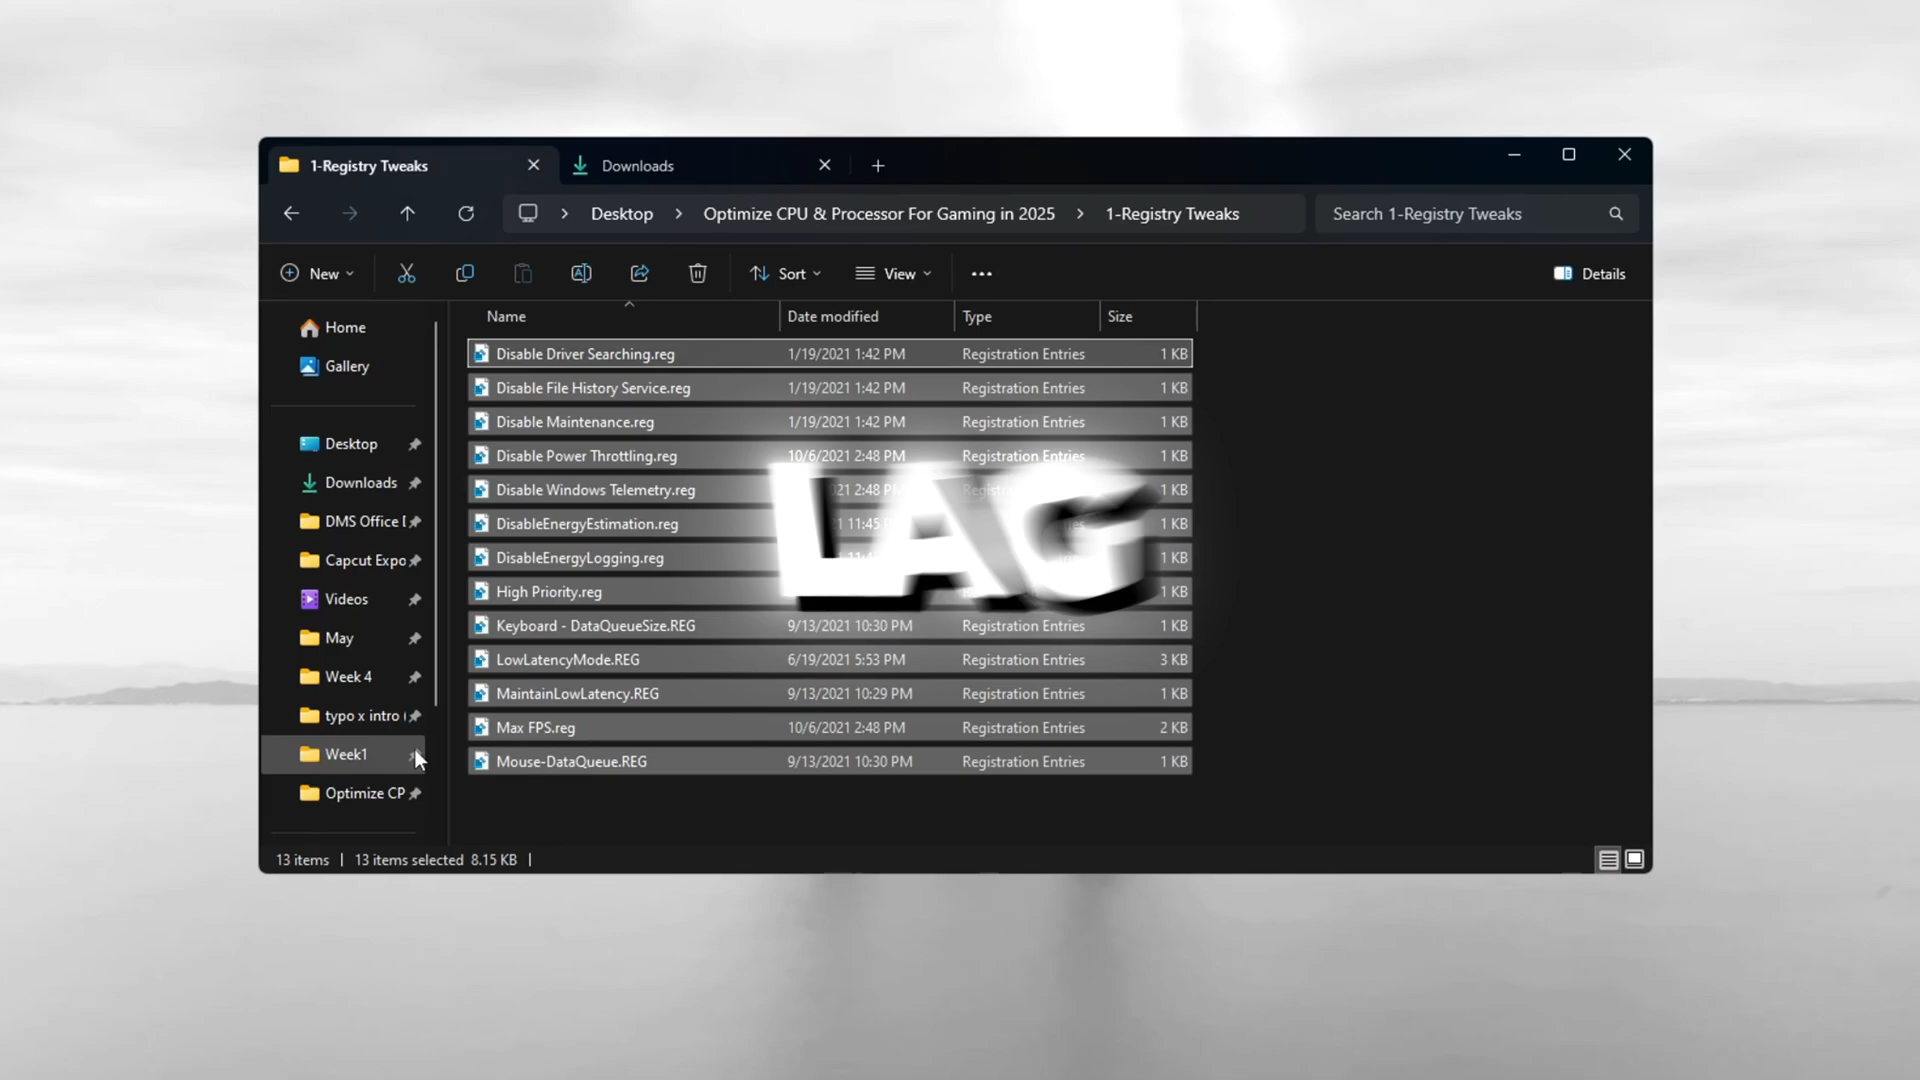 1-Registry Tweaks
Downloads
Desktop
Optimize CPU & Processor For Gaming in 2025
1-Registry Tweaks
Search 1-Registry Tweaks
New
Sort
View
Details
Home
Gallery
Desktop
Downloads
DMS Office
Capcut Expo
Videos
May
Week 4
typo x intro
Week1
Optimize CP
Name Date modified Type Size
Disable Driver Searching.reg 1/19/2021 1:42 PM Registration Entries 1 KB
Disable File History Service.reg 1/19/2021 1:42 PM Registration Entries 1 KB
Disable Maintenance.reg 1/19/2021 1:42 PM Registration Entries 1 KB
Disable Power Throttling.reg 10/6/2021 2:48 PM Registration Entries 1 KB
Disable Windows Telemetry.reg 2:48 PM 1 KB
DisableEnergyEstimation.reg 1 KB
DisableEnergyLogging.reg 1 KB
High Priority.reg 1 KB
Keyboard - DataQueueSize.REG 9/13/2021 10:30 PM Registration Entries 1 KB
LowLatencyMode.REG 6/19/2021 5:53 PM Registration Entries 3 KB
MaintainLowLatency.REG 9/13/2021 10:29 PM Registration Entries 1 KB
Max FPS.reg 10/6/2021 2:48 PM Registration Entries 2 KB
Mouse-DataQueue.REG 9/13/2021 10:30 PM Registration Entries 1 KB
LAG
13 items 13 items selected 8.15 KB